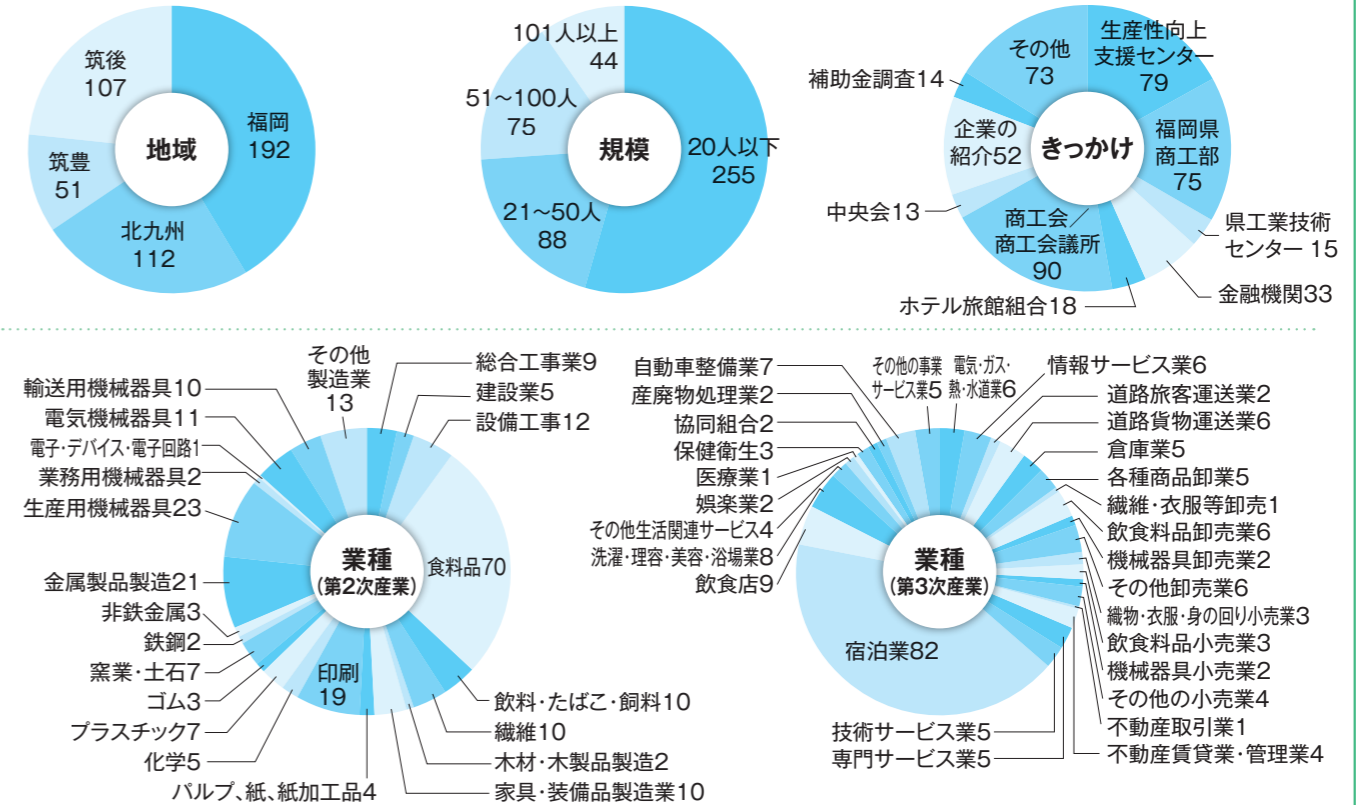 地域
福岡
192
北九州
112
筑豊
51
筑後
107
規模
20人以下
255
21～50人
88
51～100人
75
101人以上
44
きっかけ
生産性向上
支援センター
79
福岡県
商工部
75
県工業技術
センター 15
金融機関33
ホテル旅館組合18
商工会／
商工会議所
90
中央会13
企業の
紹介52
補助金調査14
その他
73
業種
(第2次産業)
総合工事業9
建設業5
設備工事12
食料品70
飲料・たばこ・飼料10
繊維10
木材・木製品製造2
家具・装備品製造業10
パルプ、紙、紙加工品4
印刷
19
化学5
プラスチック7
ゴム3
窯業・土石7
鉄鋼2
非鉄金属3
金属製品製造21
生産用機械器具23
業務用機械器具2
電子・デバイス・電子回路1
電気機械器具11
輸送用機械器具10
その他
製造業
13
業種
(第3次産業)
電気・ガス・
熱・水道業6
情報サービス業6
道路旅客運送業2
道路貨物運送業6
倉庫業5
各種商品卸業5
繊維・衣服等卸売1
飲食料品卸売業6
機械器具卸売業2
その他卸売業6
織物・衣服・身の回り小売業3
飲食料品小売業3
機械器具小売業2
その他の小売業4
不動産取引業1
不動産賃貸業・管理業4
専門サービス業5
技術サービス業5
宿泊業82
飲食店9
洗濯・理容・美容・浴場業8
その他生活関連サービス4
娯楽業2
医療業1
保健衛生3
協同組合2
産廃物処理業2
自動車整備業7
その他の事業
サービス業5